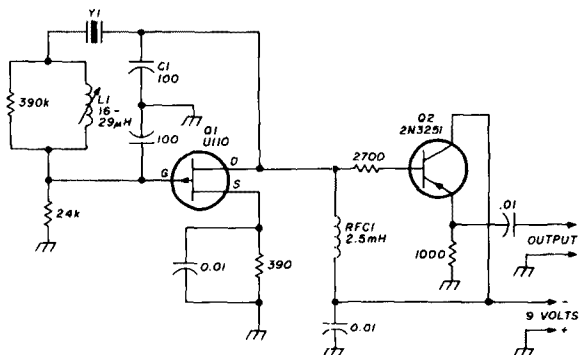 Y1
C1
100
390k
L1
16-
29μH
100
Q1
U110
D
G
S
24k
0.01
390
2700
Q2
2N3251
RFC1
2.5mH
1000
.01
OUTPUT
0.01
-
9 VOLTS
+